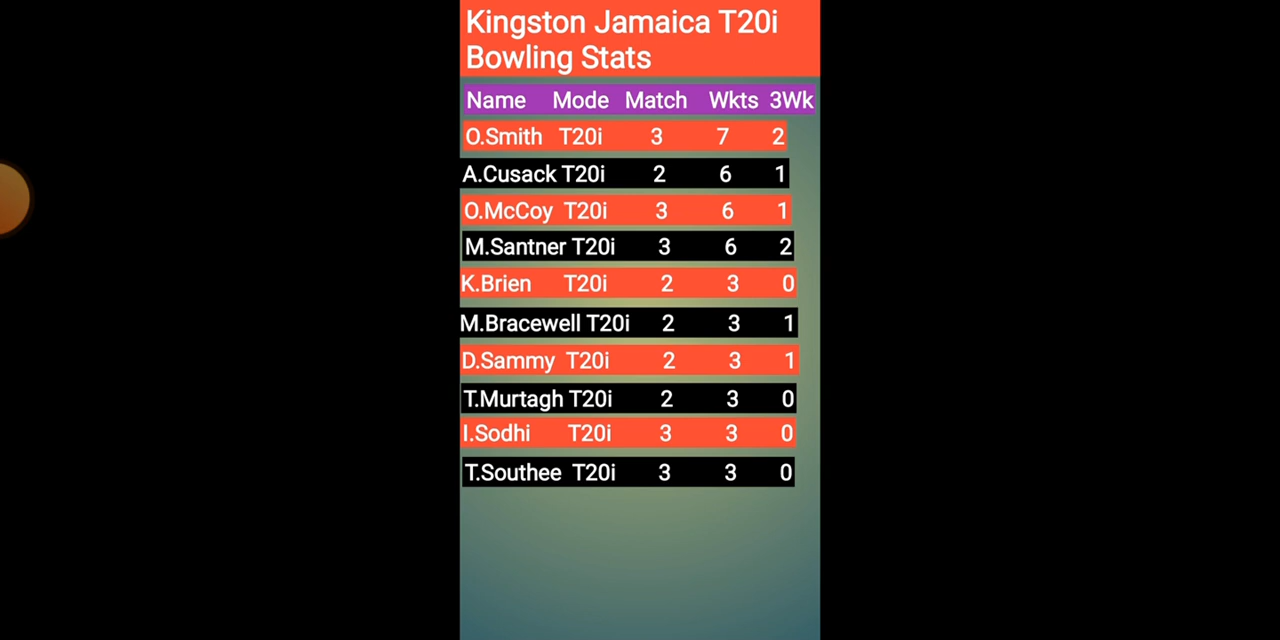 Kingston Jamaica T20i
Bowling Stats
Name Mode Match Wkts 3Wk
O.Smith T20i 3 7 2
A.Cusack T20i 2 6 1
O.McCoy T20i 3 6 1
M.Santner T20i 3 6 2
K.Brien T20i 2 3 0
M.Bracewell T20i 2 3 1
D.Sammy T20i 2 3 1
T.Murtagh T20i 2 3 0
I.Sodhi T20i 3 3 0
T.Southee T20i 3 3 0